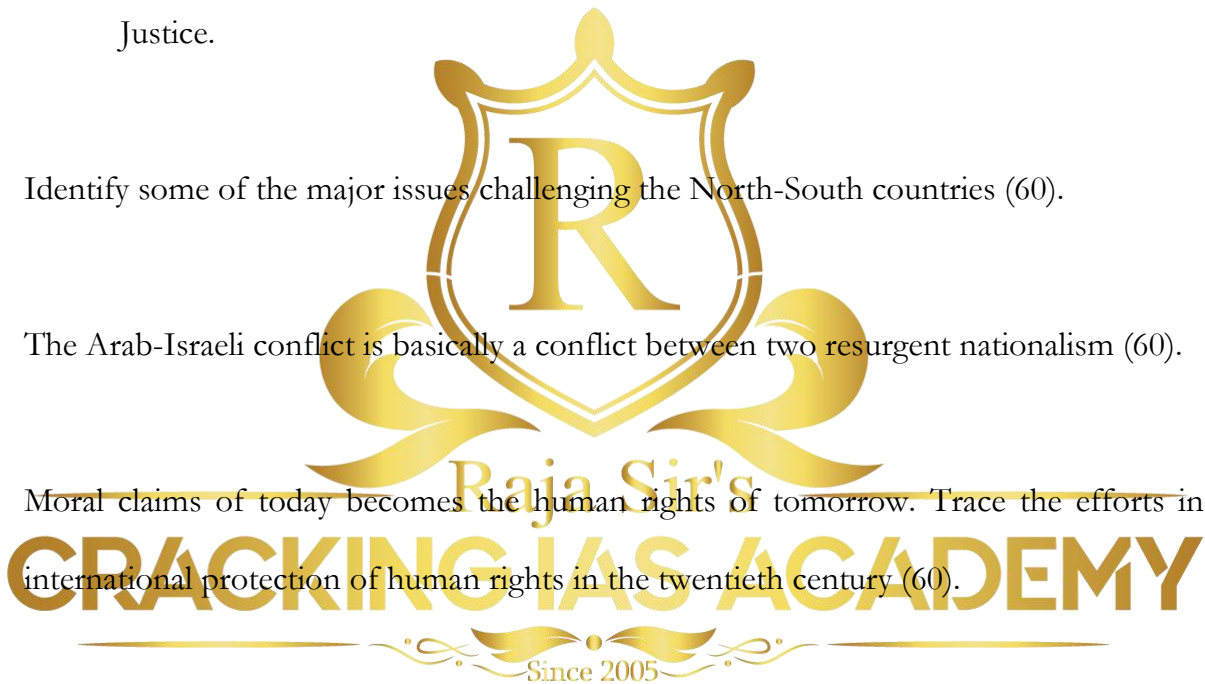 Justice.
R
Identify some of the major issues challenging the North-South countries (60).
The Arab-Israeli conflict is basically a conflict between two resurgent nationalism (60).
Raja Sir's
Moral claims of today becomes the human rights of tomorrow. Trace the efforts in
CRACKING IAS ACADEMY
international protection of human rights in the twentieth century (60).
Since 2005